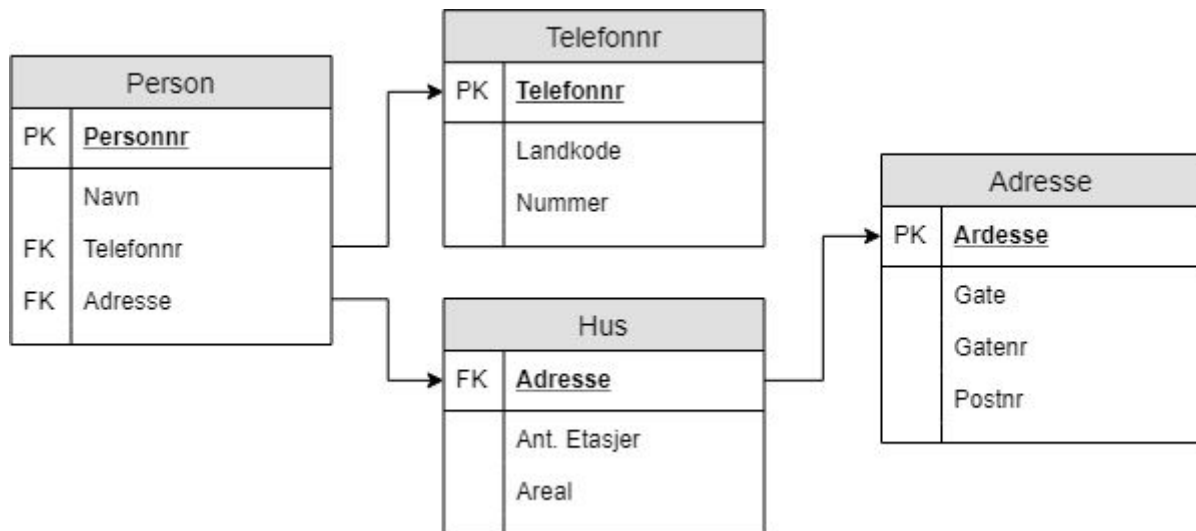 Person
PK Personnr
Navn
FK Telefonnr
FK Adresse
Telefonnr
PK Telefonnr
Landkode
Nummer
Hus
FK Adresse
Ant. Etasjer
Areal
Adresse
PK Ardesse
Gate
Gatenr
Postnr